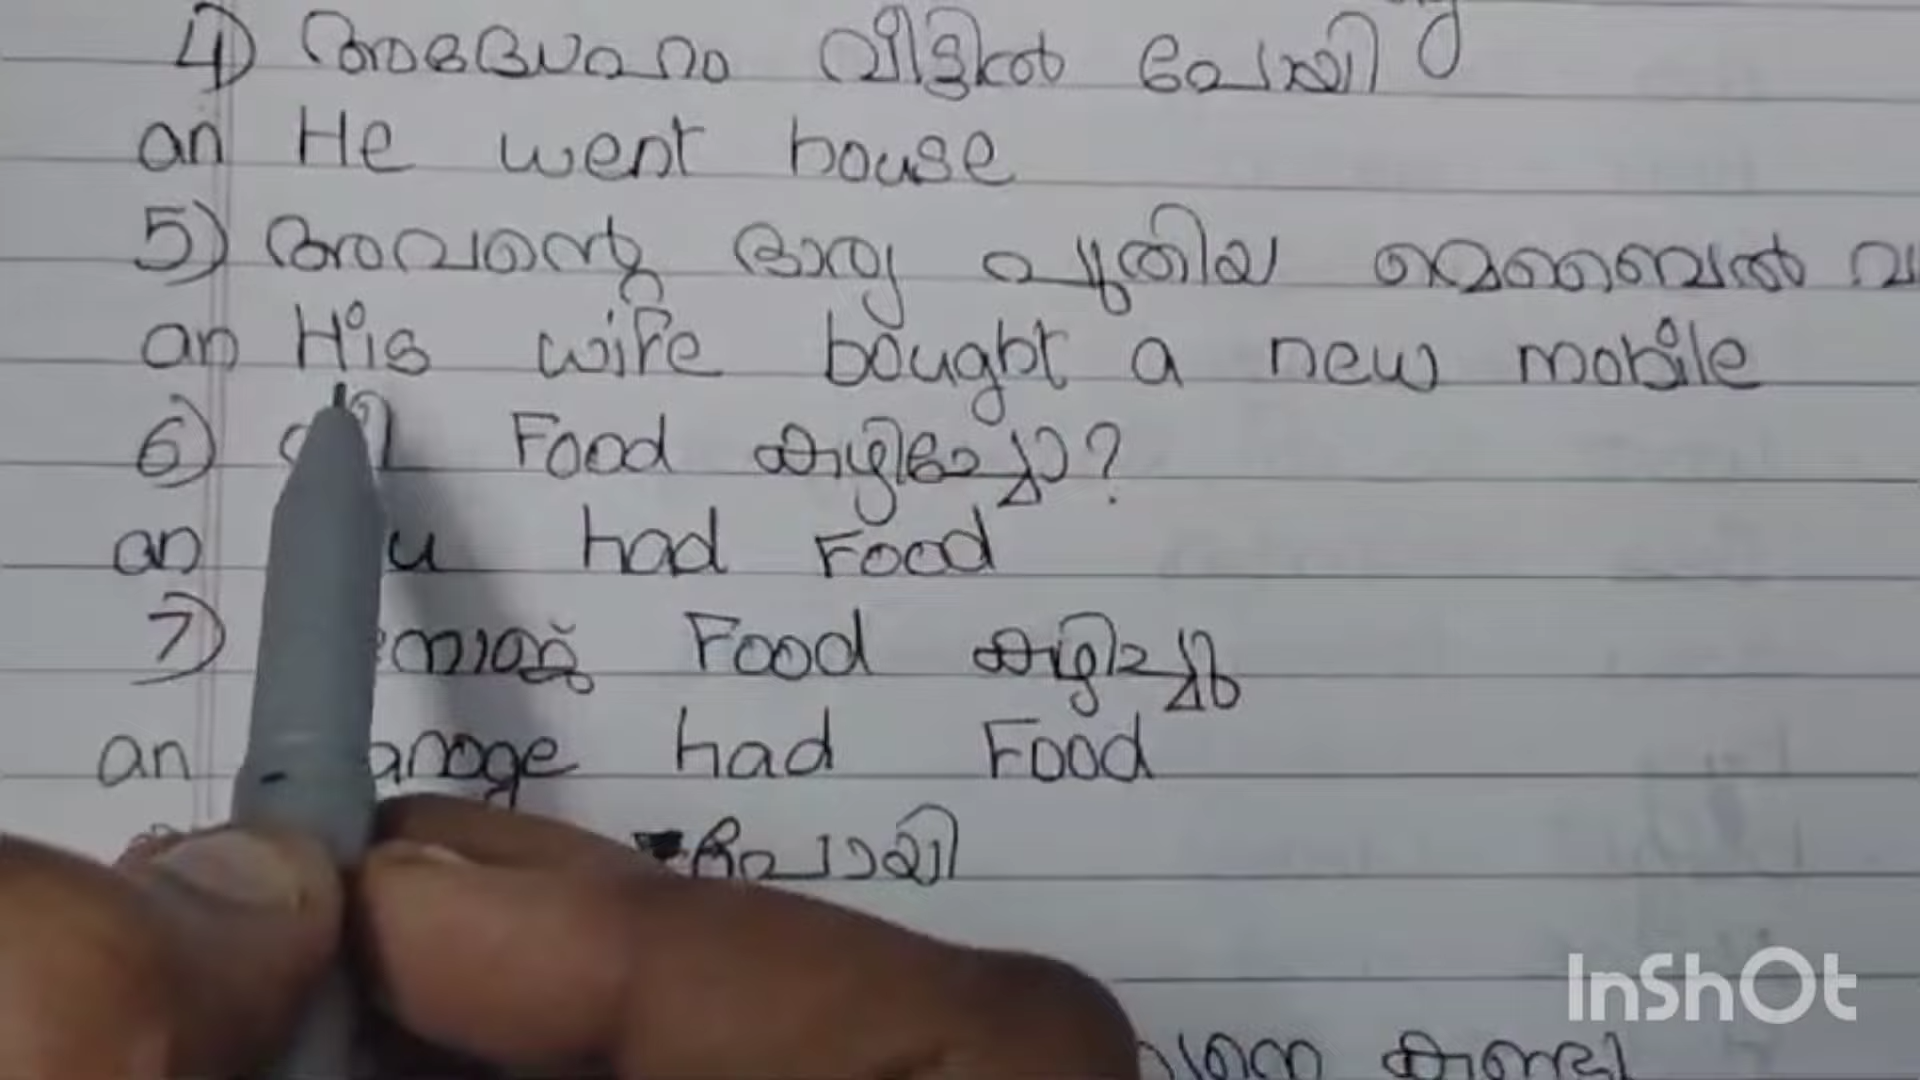 4) അദ്ദേഹം വീട്ടിൽ പോയി
an He went house
5) അവന്റെ ഭാര്യ പുതിയ മൊബൈൽ
an His wife bought a new mobile
6) നീ Food കഴിച്ചോ?
an had Food
7) Food കഴിച്ചു
an had Food
പോയി
കണ്ടു
InShOt